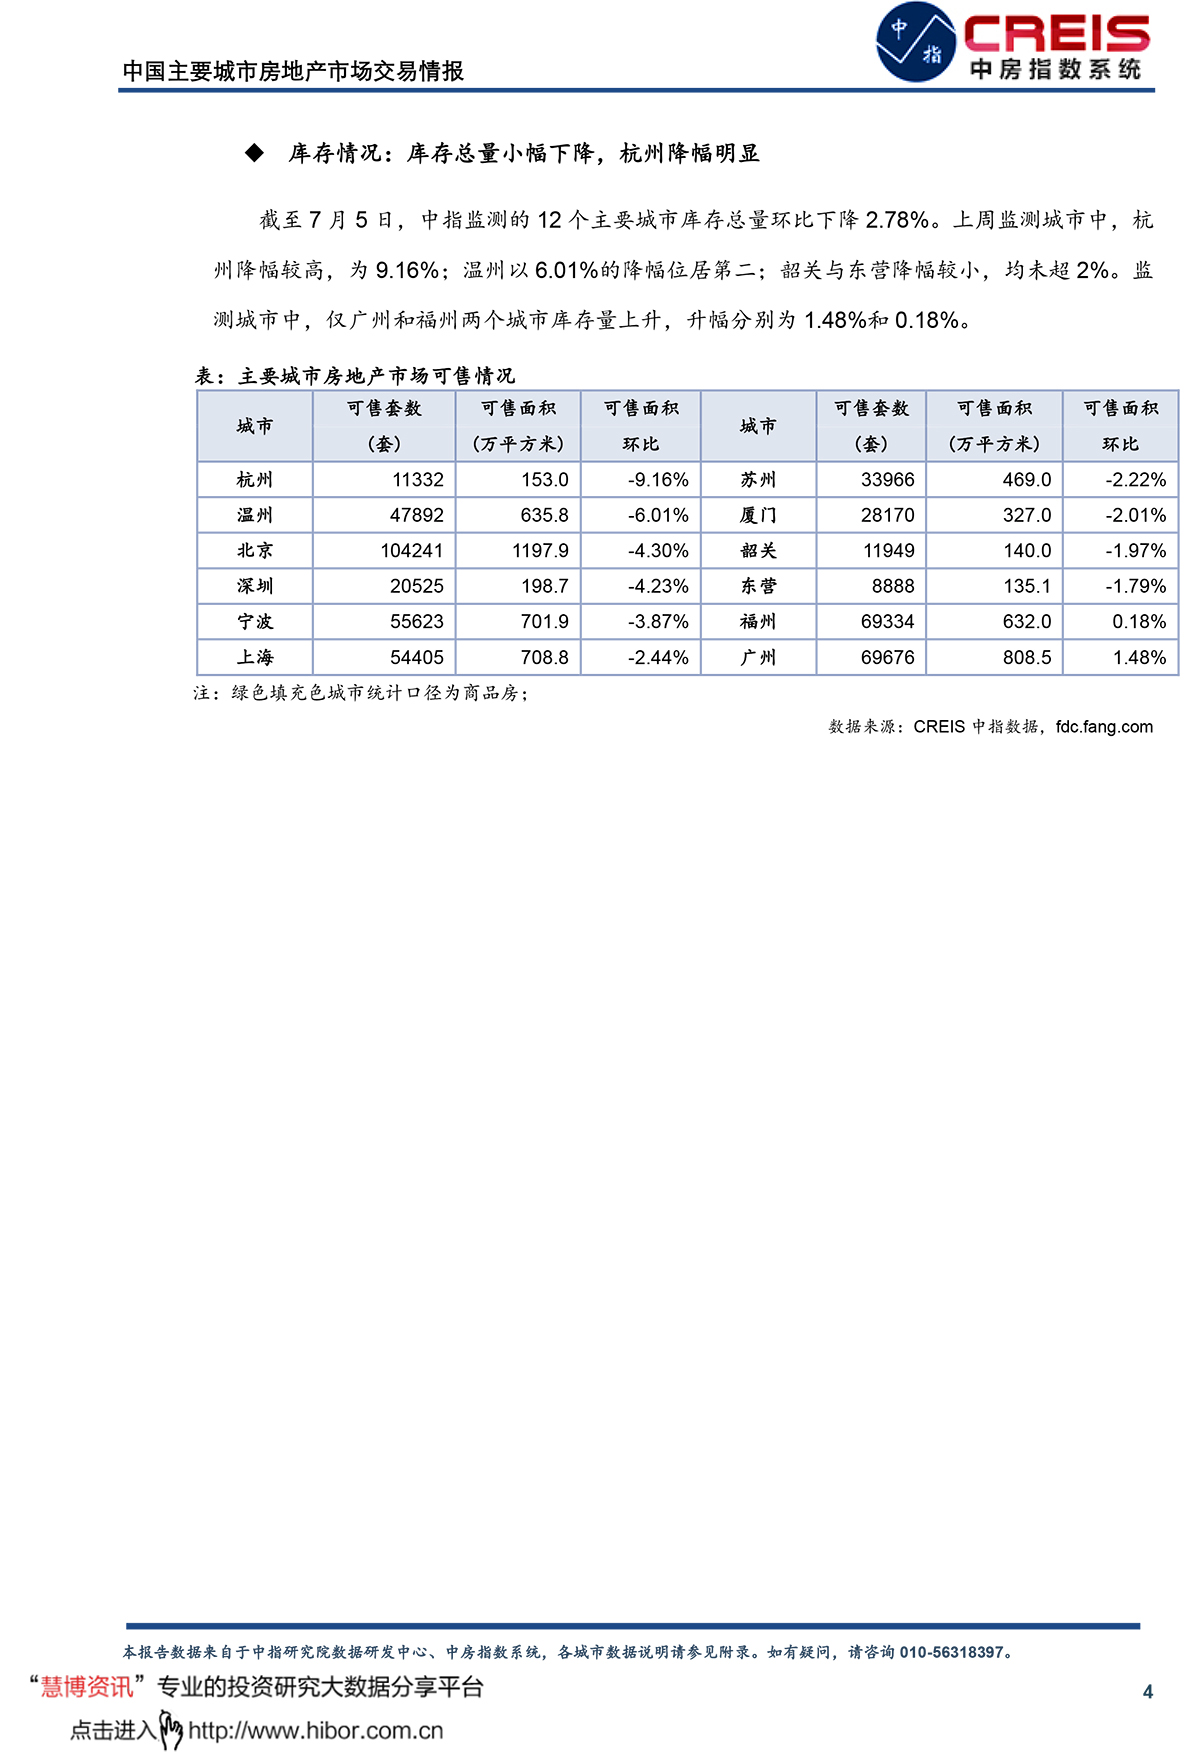 中国主要城市房地产市场交易情报
中 指
CREIS
中房指数系统
◆ 库存情况：库存总量小幅下降，杭州降幅明显
截至 7 月 5 日，中指监测的 12 个主要城市库存总量环比下降 2.78%。上周监测城市中，杭
州降幅较高，为 9.16%；温州以 6.01%的降幅位居第二；韶关与东营降幅较小，均未超 2%。监
测城市中，仅广州和福州两个城市库存量上升，升幅分别为 1.48%和 0.18%。
表：主要城市房地产市场可售情况
城市 可售套数（套） 可售面积（万平方米） 可售面积环比 城市 可售套数（套） 可售面积（万平方米） 可售面积环比
杭州 11332 153.0 -9.16% 苏州 33966 469.0 -2.22%
温州 47892 635.8 -6.01% 厦门 28170 327.0 -2.01%
北京 104241 1197.9 -4.30% 韶关 11949 140.0 -1.97%
深圳 20525 198.7 -4.23% 东营 8888 135.1 -1.79%
宁波 55623 701.9 -3.87% 福州 69334 632.0 0.18%
上海 54405 708.8 -2.44% 广州 69676 808.5 1.48%
注：绿色填充色城市统计口径为商品房；
数据来源：CREIS 中指数据，fdc.fang.com
本报告数据来自于中指研究院数据研发中心、中房指数系统，各城市数据说明请参见附录。如有疑问，请咨询 010-56318397。
“慧博资讯”专业的投资研究大数据分享平台
4
点击进入 http://www.hibor.com.cn